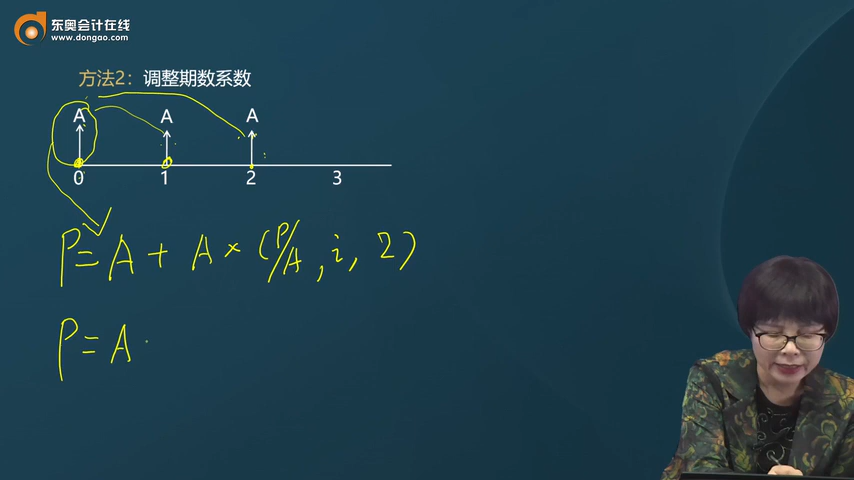 东奥会计在线
www.dongao.com
方法2：调整期数系数
A A A
0 1 2 3
P=A+A×(P/A,i,2)
P=A